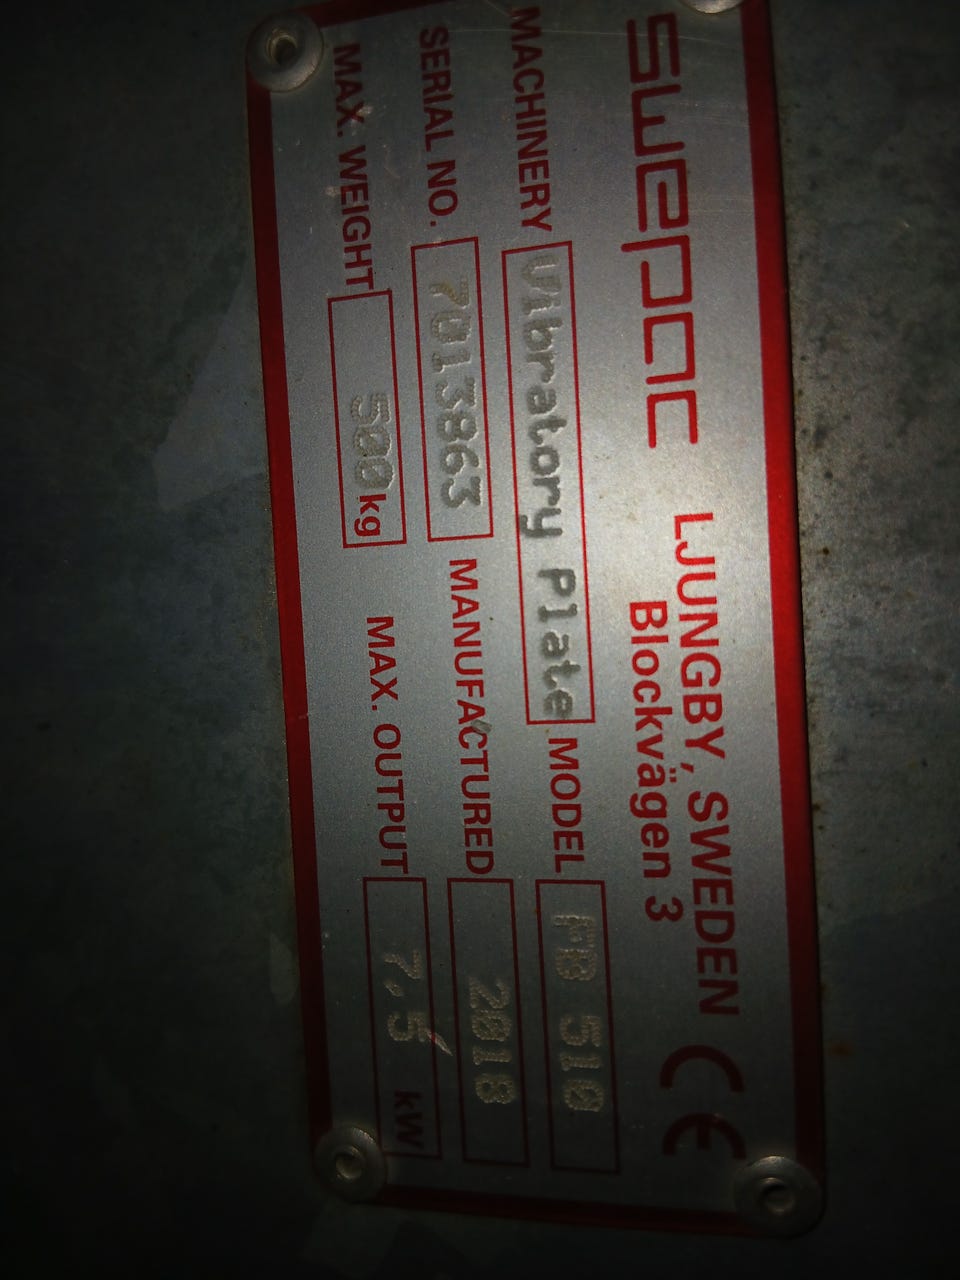 swepac
LJUNGBY, SWEDEN
Blockvägen 3
CE
MACHINERY Vibratory Plate MODEL FB 510
SERIAL NO. 7013863 MANUFACTURED 2018
MAX. WEIGHT 500 kg MAX. OUTPUT 7,5 kW